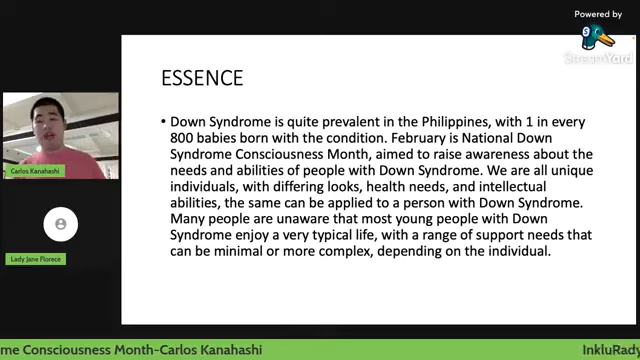 Powered by
StreamYard
ESSENCE
• Down Syndrome is quite prevalent in the Philippines, with 1 in every
800 babies born with the condition. February is National Down
Syndrome Consciousness Month, aimed to raise awareness about the
needs and abilities of people with Down Syndrome. We are all unique
individuals, with differing looks, health needs, and intellectual
abilities, the same can be applied to a person with Down Syndrome.
Many people are unaware that most young people with Down
Syndrome enjoy a very typical life, with a range of support needs that
can be minimal or more complex, depending on the individual.
Carlos Kanahashi
Lady Jane Florece
me Consciousness Month-Carlos Kanahashi
InkluRady